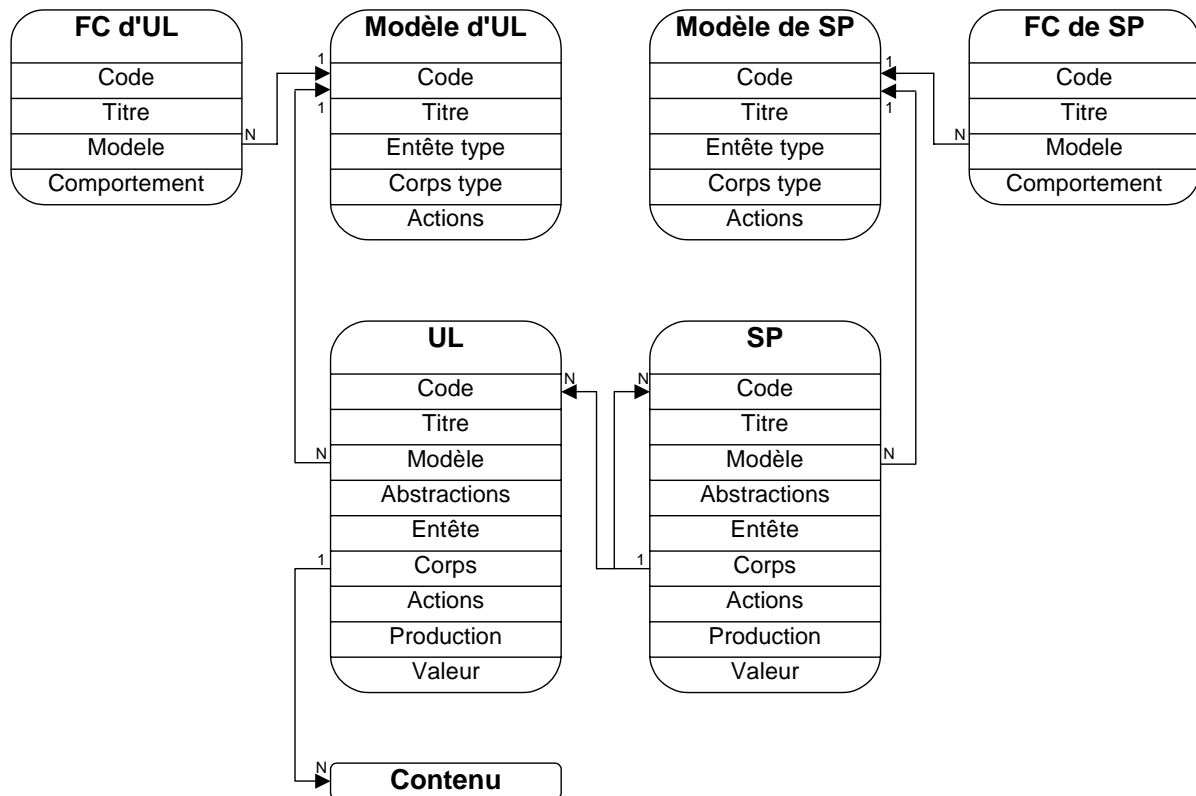 FC d'UL
Code
Titre
Modele
Comportement
N
Modèle d'UL
1
Code
1
Titre
Entête type
Corps type
Actions
Modèle de SP
Code
1
Titre
1
Entête type
Corps type
Actions
FC de SP
Code
Titre
N
Modele
Comportement
UL
N
Code
Titre
N
Modèle
Abstractions
Entête
1
Corps
Actions
Production
Valeur
SP
N
Code
Titre
Modèle
N
Abstractions
Entête
1
Corps
Actions
Production
Valeur
N
Contenu